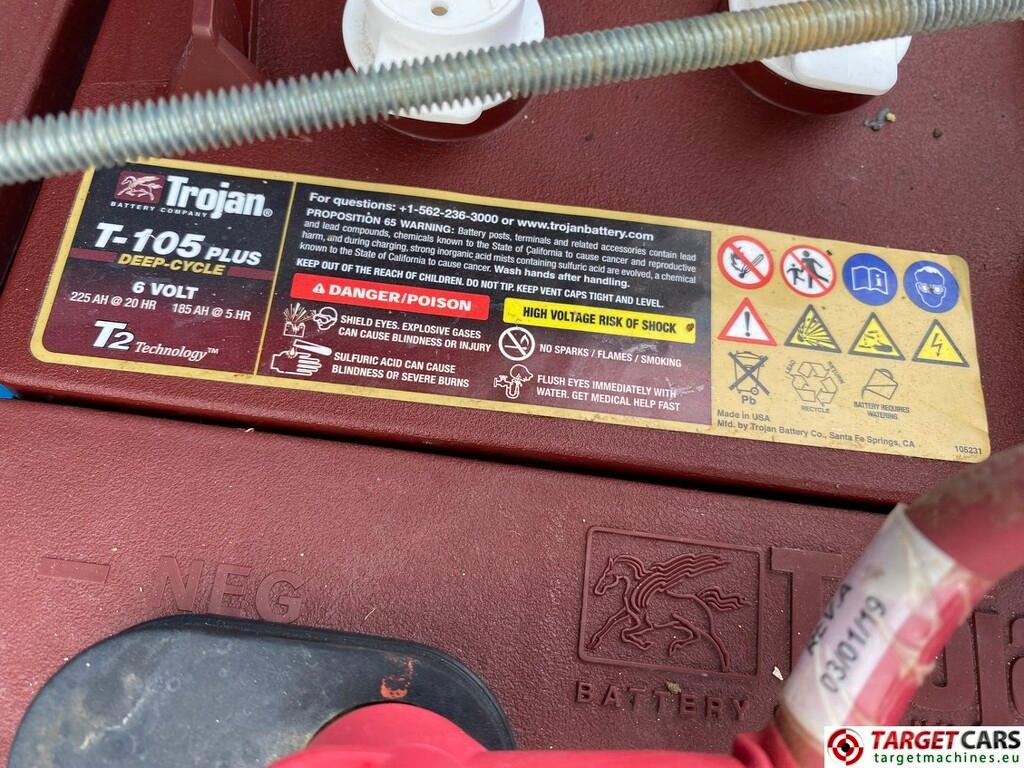 Trojan®
BATTERY COMPANY
T-105 PLUS
DEEP-CYCLE
6 VOLT
225 AH @ 20 HR 185 AH @ 5 HR
T2 Technology™
For questions: +1-562-236-3000 or www.trojanbattery.com
PROPOSITION 65 WARNING: Battery posts, terminals and related accessories contain lead
and lead compounds, chemicals known to the State of California to cause cancer and reproductive
harm, and during charging, strong inorganic acid mists containing sulfuric acid are evolved, a chemical
known to the State of California to cause cancer. Wash hands after handling.
KEEP OUT OF THE REACH OF CHILDREN. DO NOT TIP. KEEP VENT CAPS TIGHT AND LEVEL.
DANGER/POISON
HIGH VOLTAGE RISK OF SHOCK
SHIELD EYES. EXPLOSIVE GASES
CAN CAUSE BLINDNESS OR INJURY
NO SPARKS / FLAMES / SMOKING
SULFURIC ACID CAN CAUSE
BLINDNESS OR SEVERE BURNS
FLUSH EYES IMMEDIATELY WITH
WATER. GET MEDICAL HELP FAST
Pb
LEAD
RECYCLE
BATTERY REQUIRES
WATERING
Made in USA
Mfd. by Trojan Battery Co., Santa Fe Springs, CA
105231
NEG
BATTERY
REV A
03/01/19
TARGETCARS
targetmachines.eu